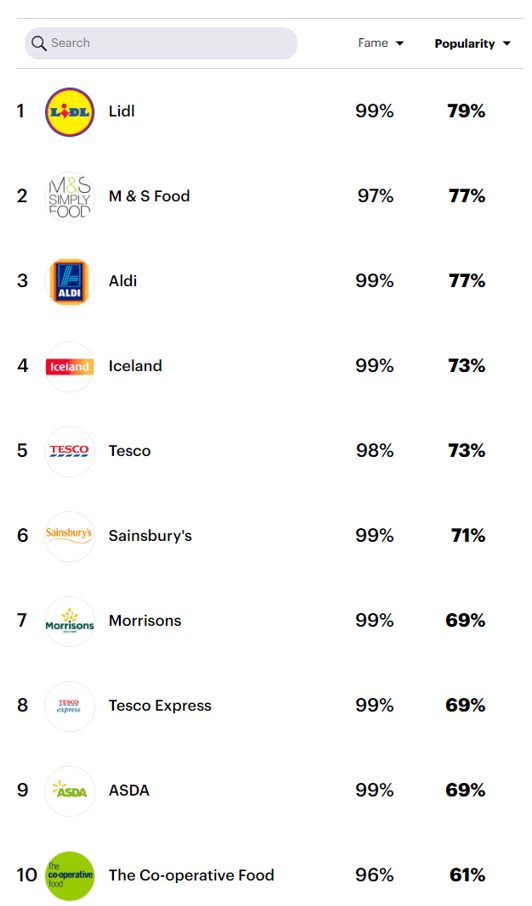 Search Fame Popularity
1 LIDL Lidl 99% 79%
2 M&S SIMPLY FOOD M & S Food 97% 77%
3 ALDI Aldi 99% 77%
4 Iceland Iceland 99% 73%
5 TESCO Tesco 98% 73%
6 Sainsbury's Sainsbury's 99% 71%
7 Morrisons Morrisons 99% 69%
8 TESCO express Tesco Express 99% 69%
9 ASDA ASDA 99% 69%
10 The co-operative food The Co-operative Food 96% 61%